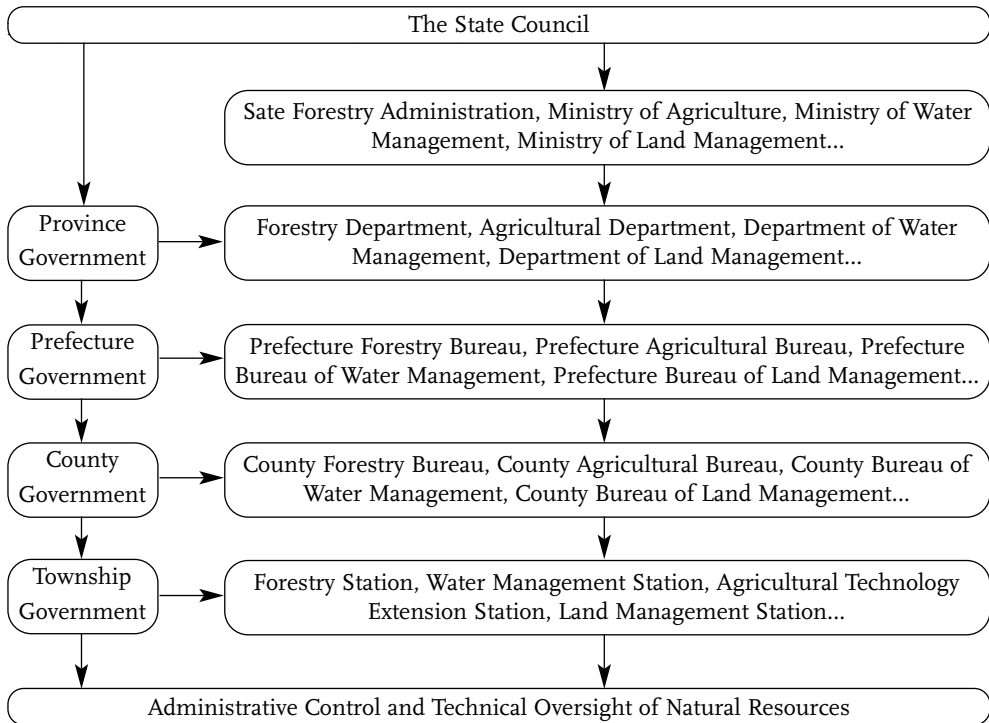 The State Council
Sate Forestry Administration, Ministry of Agriculture, Ministry of Water
Management, Ministry of Land Management...
Province
Government
Forestry Department, Agricultural Department, Department of Water
Management, Department of Land Management...
Prefecture
Government
Prefecture Forestry Bureau, Prefecture Agricultural Bureau, Prefecture
Bureau of Water Management, Prefecture Bureau of Land Management...
County
Government
County Forestry Bureau, County Agricultural Bureau, County Bureau of
Water Management, County Bureau of Land Management...
Township
Government
Forestry Station, Water Management Station, Agricultural Technology
Extension Station, Land Management Station...
Administrative Control and Technical Oversight of Natural Resources